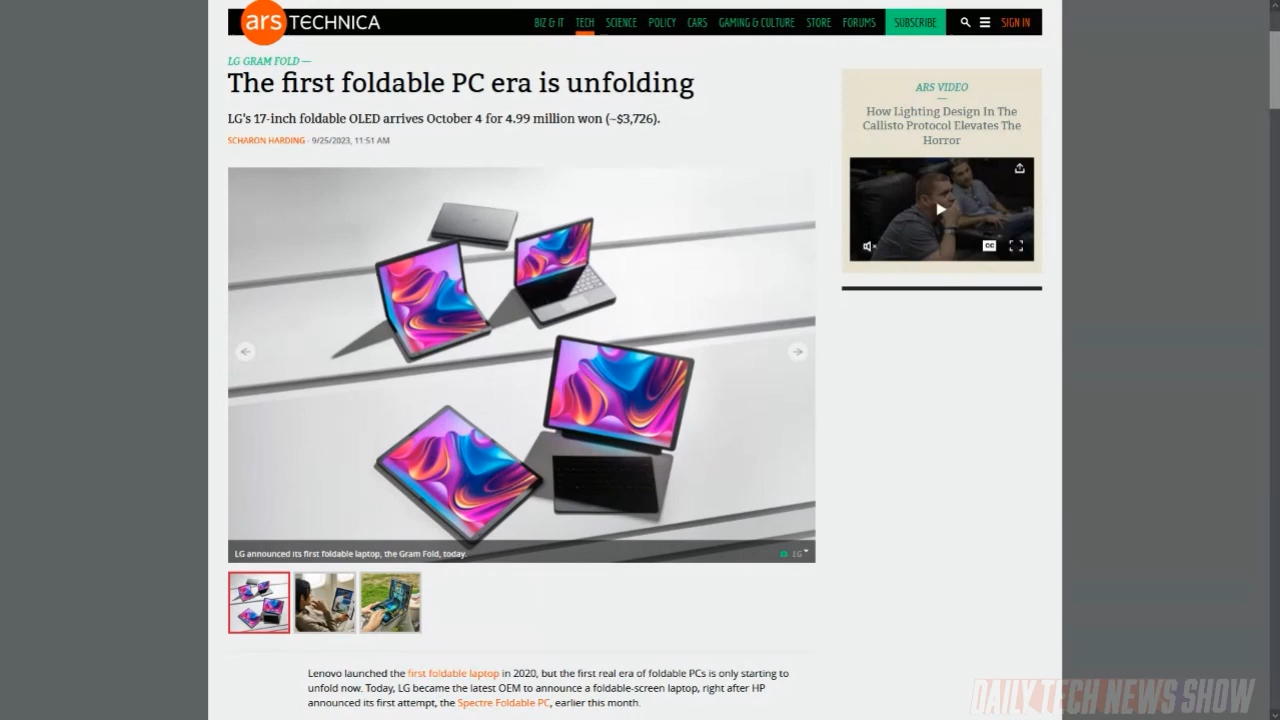 ars TECHNICA
BIZ & IT TECH SCIENCE POLICY CARS GAMING & CULTURE STORE FORUMS SUBSCRIBE SIGN IN
LG GRAM FOLD —
The first foldable PC era is unfolding
LG's 17-inch foldable OLED arrives October 4 for 4.99 million won (~$3,726).
SCHARON HARDING - 9/25/2023, 11:51 AM
ARS VIDEO
How Lighting Design In The
Callisto Protocol Elevates The
Horror
CC
LG announced its first foldable laptop, the Gram Fold, today.
LG
Lenovo launched the first foldable laptop in 2020, but the first real era of foldable PCs is only starting to
unfold now. Today, LG became the latest OEM to announce a foldable-screen laptop, right after HP
announced its first attempt, the Spectre Foldable PC, earlier this month.
DAILY TECH NEWS SHOW